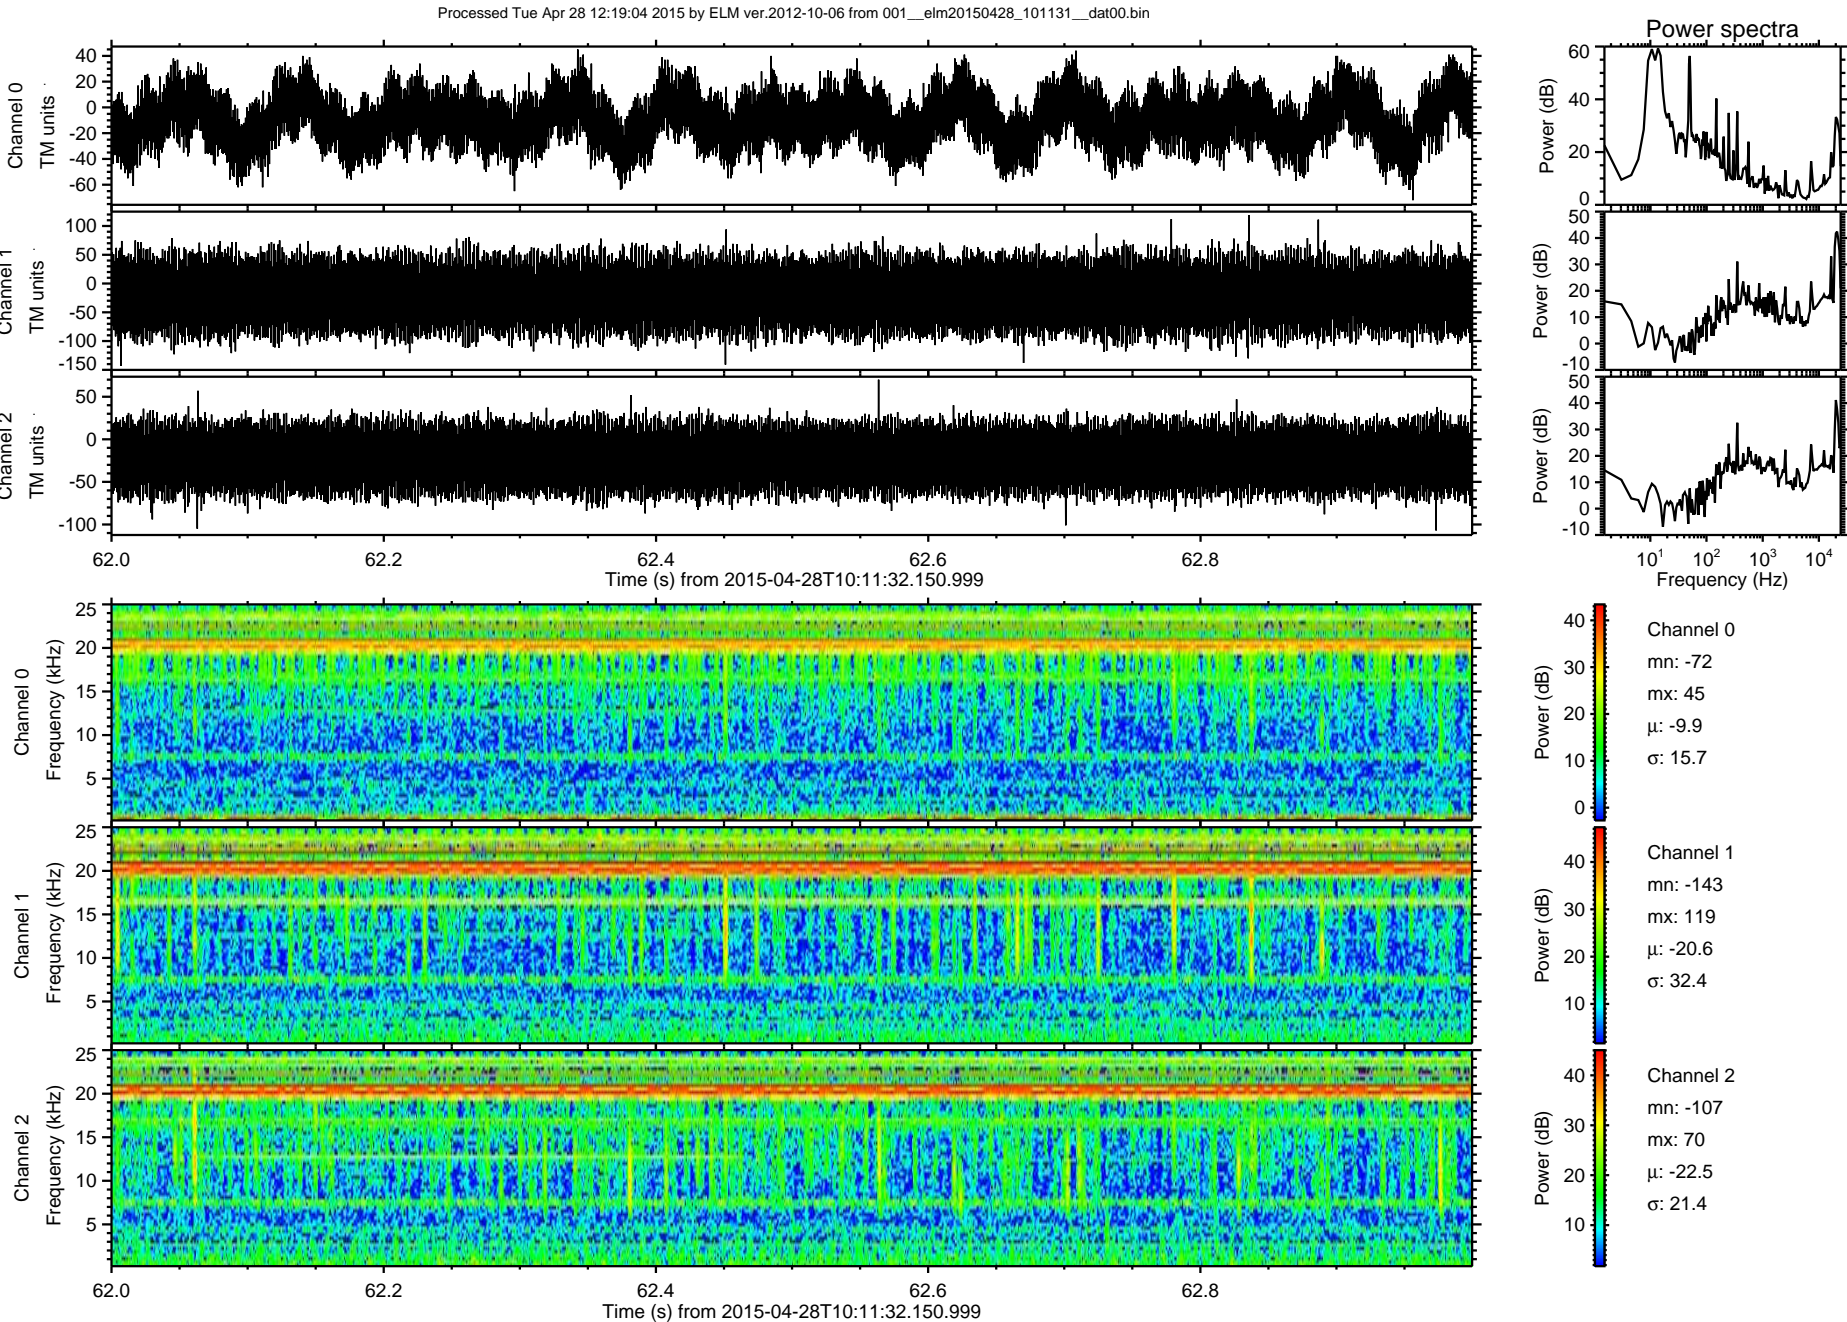 Processed Tue Apr 28 12:19:04 2015 by ELM ver.2012-10-06 from 001__elm20150428_101131__dat00.bin
Power spectra
Channel 0
TM units
40
20
0
-20
-40
-60
Power (dB)
60
40
20
0
Channel 1
TM units
100
50
0
-50
-100
-150
Power (dB)
50
40
30
20
10
0
-10
Channel 2
TM units
50
0
-50
-100
Power (dB)
50
40
30
20
10
0
-10
62.0 62.2 62.4 62.6 62.8
Time (s) from 2015-04-28T10:11:32.150.999
10^1 10^2 10^3 10^4
Frequency (Hz)
Channel 0
Frequency (kHz)
25
20
15
10
5
Power (dB)
40
30
20
10
0
Channel 0
mn: -72
mx: 45
μ: -9.9
σ: 15.7
Channel 1
Frequency (kHz)
25
20
15
10
5
Power (dB)
40
30
20
10
Channel 1
mn: -143
mx: 119
μ: -20.6
σ: 32.4
Channel 2
Frequency (kHz)
25
20
15
10
5
Power (dB)
40
30
20
10
Channel 2
mn: -107
mx: 70
μ: -22.5
σ: 21.4
62.0 62.2 62.4 62.6 62.8
Time (s) from 2015-04-28T10:11:32.150.999